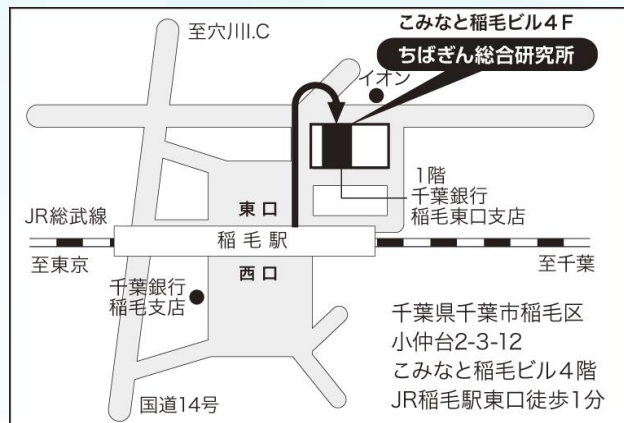 至穴川I.C
こみなと稲毛ビル4F
ちばぎん総合研究所
イオン
1階
千葉銀行
稲毛東口支店
東口
JR総武線
稲毛駅
至東京
至千葉
西口
千葉銀行
稲毛支店
国道14号
千葉県千葉市稲毛区
小仲台2-3-12
こみなと稲毛ビル4階
JR稲毛駅東口徒歩1分